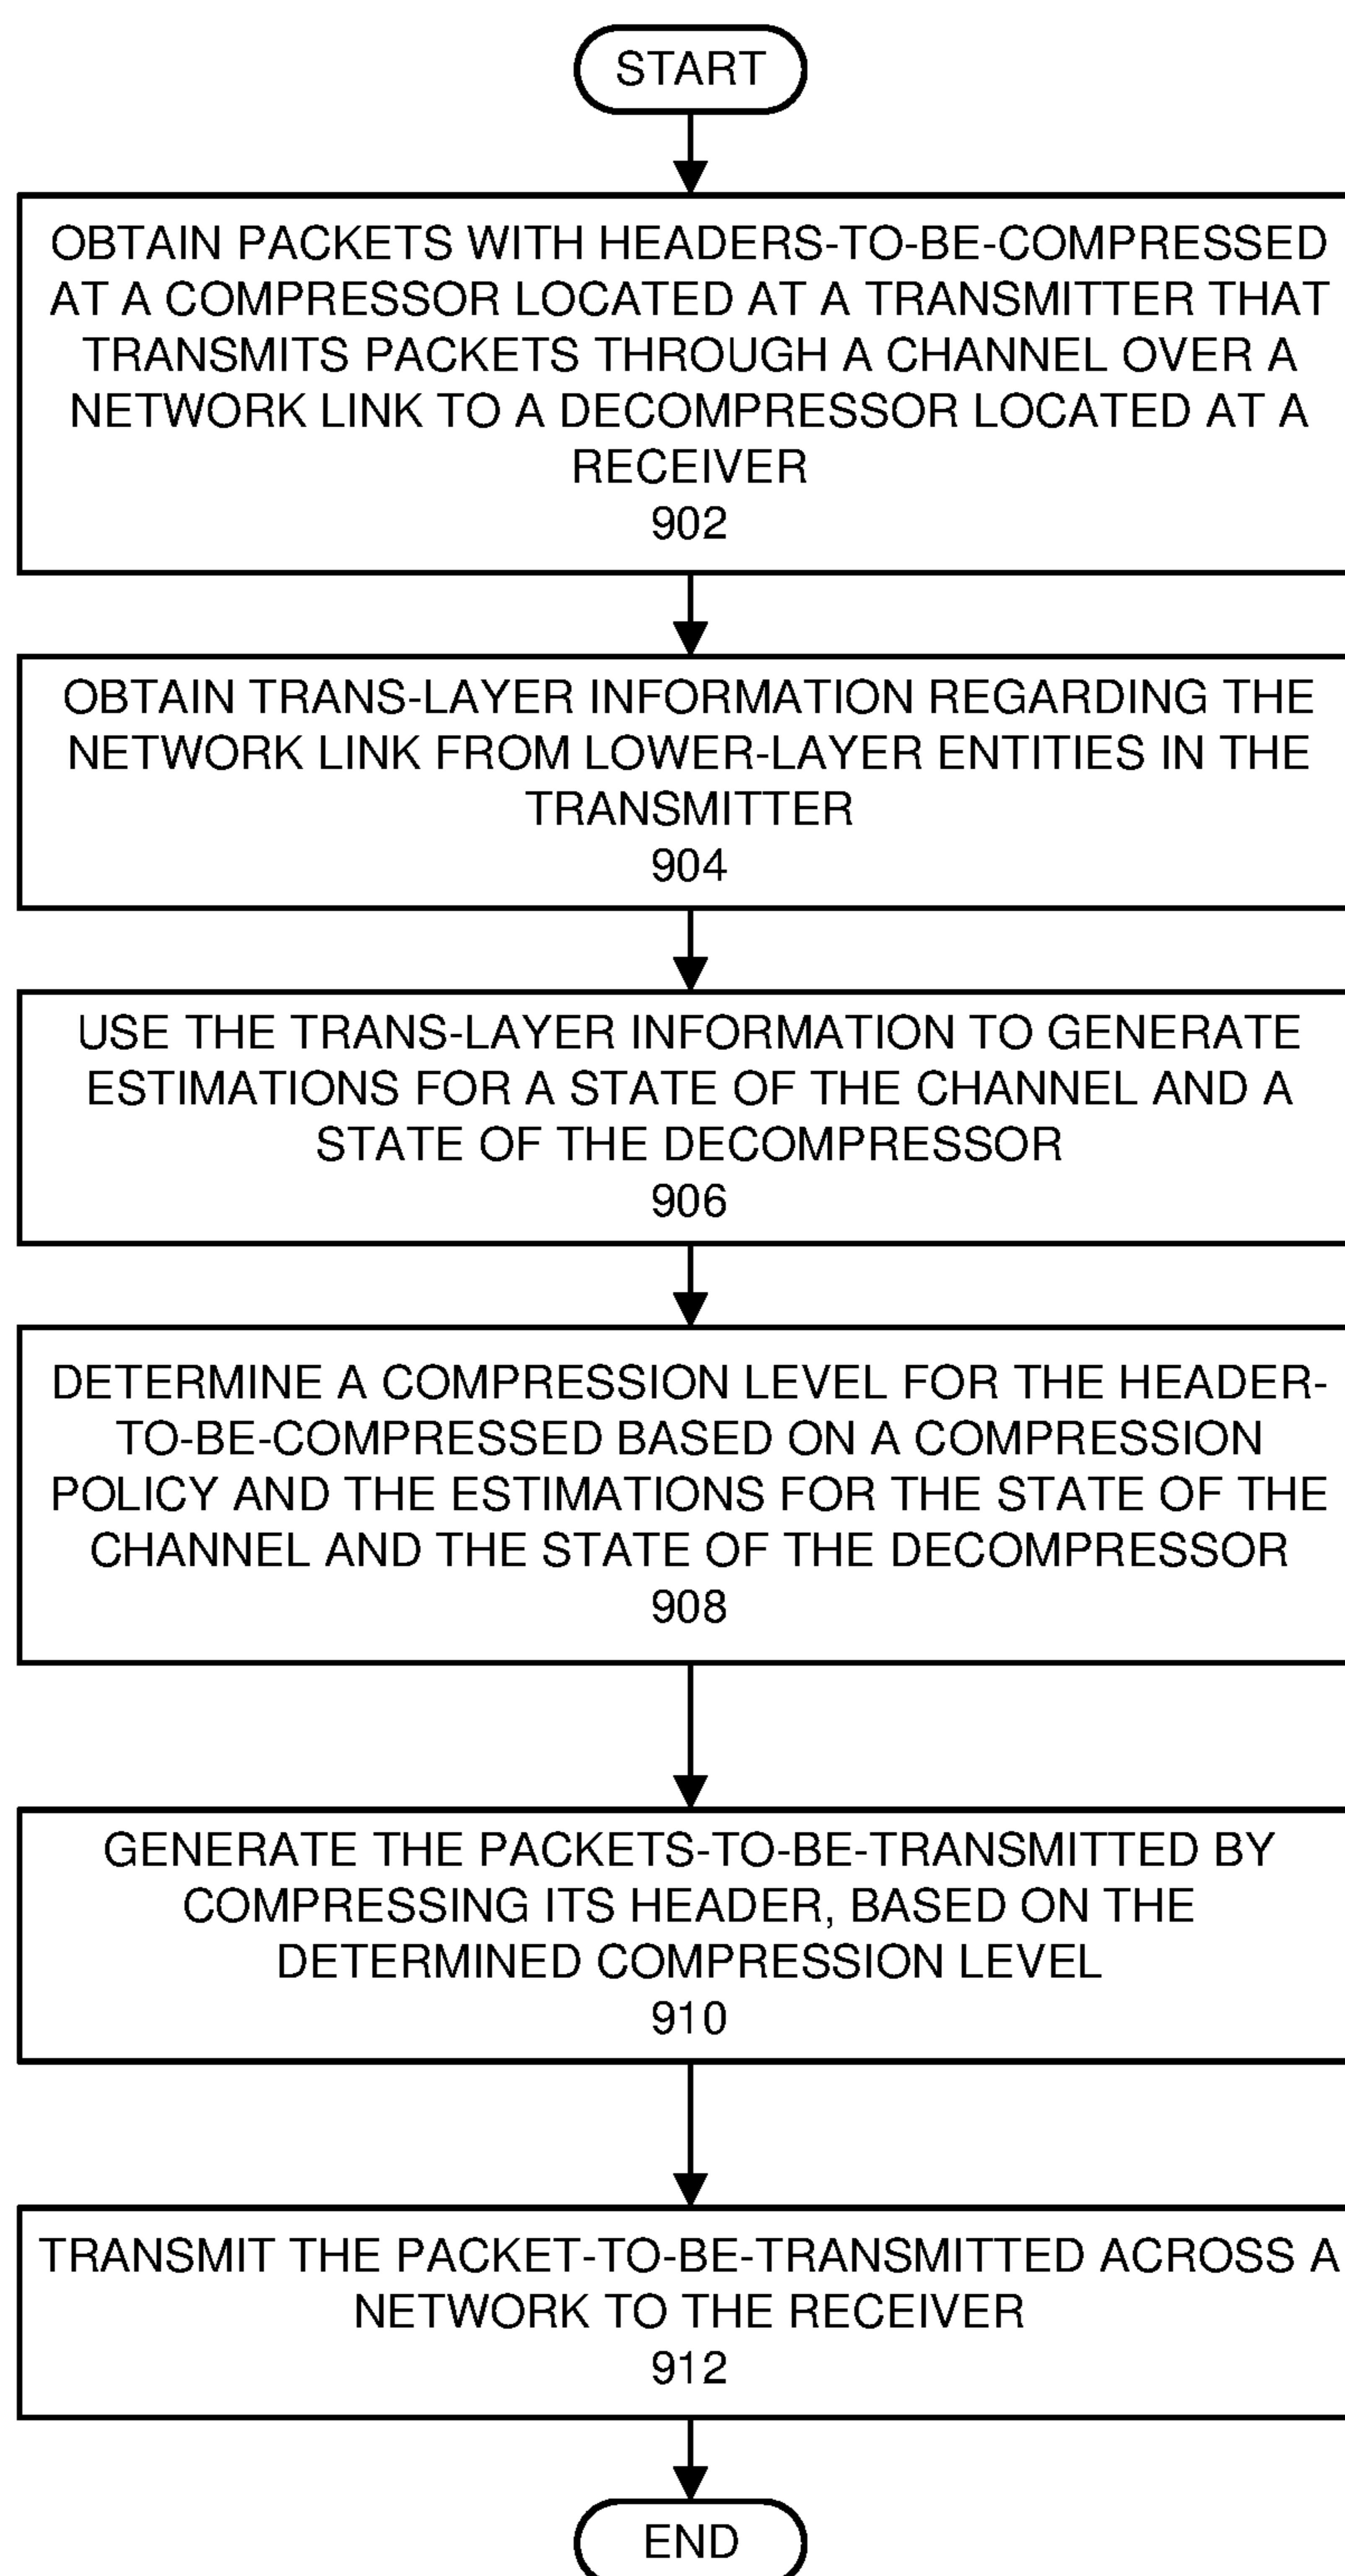 START
OBTAIN PACKETS WITH HEADERS-TO-BE-COMPRESSED
AT A COMPRESSOR LOCATED AT A TRANSMITTER THAT
TRANSMITS PACKETS THROUGH A CHANNEL OVER A
NETWORK LINK TO A DECOMPRESSOR LOCATED AT A
RECEIVER
902
OBTAIN TRANS-LAYER INFORMATION REGARDING THE
NETWORK LINK FROM LOWER-LAYER ENTITIES IN THE
TRANSMITTER
904
USE THE TRANS-LAYER INFORMATION TO GENERATE
ESTIMATIONS FOR A STATE OF THE CHANNEL AND A
STATE OF THE DECOMPRESSOR
906
DETERMINE A COMPRESSION LEVEL FOR THE HEADER-
TO-BE-COMPRESSED BASED ON A COMPRESSION
POLICY AND THE ESTIMATIONS FOR THE STATE OF THE
CHANNEL AND THE STATE OF THE DECOMPRESSOR
908
GENERATE THE PACKETS-TO-BE-TRANSMITTED BY
COMPRESSING ITS HEADER, BASED ON THE
DETERMINED COMPRESSION LEVEL
910
TRANSMIT THE PACKET-TO-BE-TRANSMITTED ACROSS A
NETWORK TO THE RECEIVER
912
END